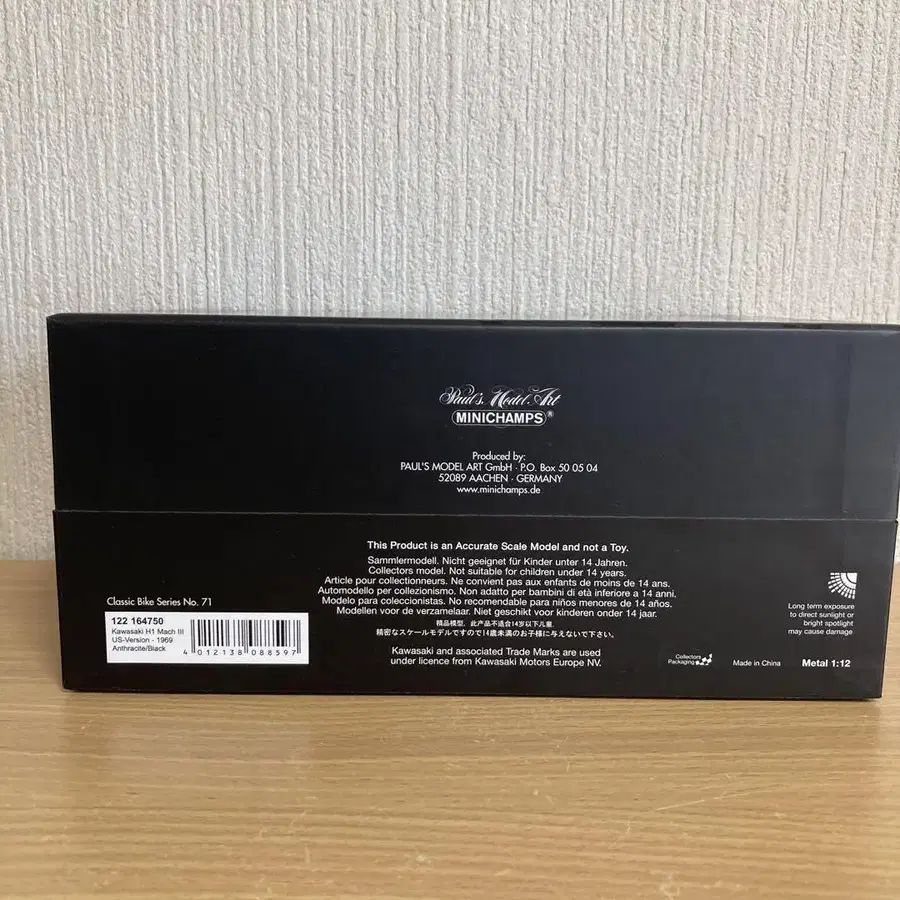 Paul's Model Art
MINICHAMPS®
Produced by:
PAUL'S MODEL ART GmbH · P.O. Box 50 05 04
52089 AACHEN · GERMANY
www.minichamps.de
This Product is an Accurate Scale Model and not a Toy.
Sammlermodell. Nicht geeignet für Kinder unter 14 Jahren.
Collectors model. Not suitable for children under 14 years.
Article pour collectionneurs. Ne convient pas aux enfants de moins de 14 ans.
Automodello per collezionismo. Non adatto per bambini di età inferiore a 14 anni.
Modelo para coleccionistas. No recomendable para niños menores de 14 años.
Modellen voor de verzamelaar. Niet geschikt voor kinderen onder 14 jaar.
精品模型, 此产品不适合14岁以下儿童.
精密なスケールモデルですので14歳未満のお子様に与えないで下さい。
Kawasaki and associated Trade Marks are used
under licence from Kawasaki Motors Europe NV.
Classic Bike Series No. 71
122 164750
Kawasaki H1 Mach III
US-Version - 1969
Anthracite/Black
4 012138 088597
Collectors
Packaging
Made in China
Metal 1:12
Long term exposure
to direct sunlight or
bright spotlight
may cause damage